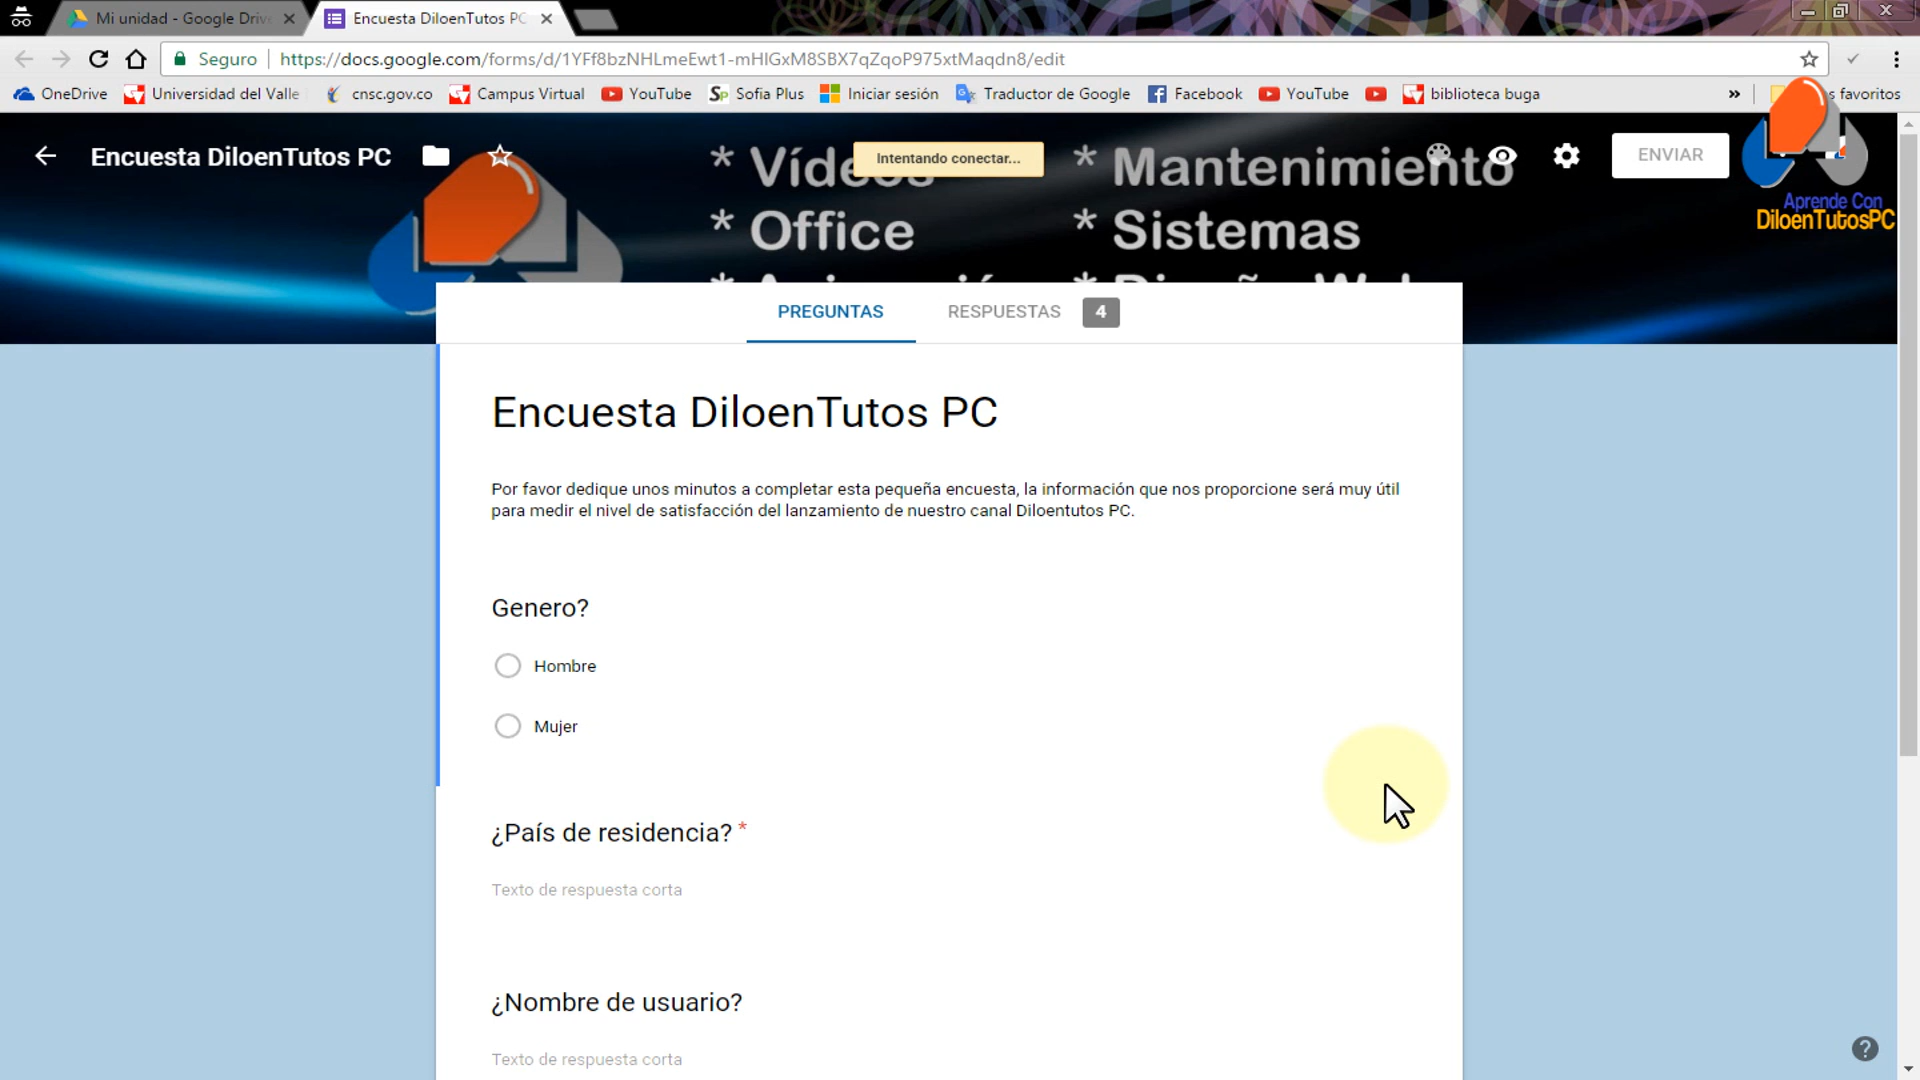 Mi unidad - Google Driv
Encuesta DiloenTutos PC
Seguro
https://docs.google.com/forms/d/1YFf8bzNHLmeEwt1-mHIGxM8SBX7qZqoP975xtMaqdn8/edit
OneDrive
Universidad del Valle
cnsc.gov.co
Campus Virtual
YouTube
Sofia Plus
Iniciar sesión
Traductor de Google
Facebook
YouTube
biblioteca buga
»
s favoritos
Encuesta DiloenTutos PC
Intentando conectar...
ENVIAR
* Vídeos
* Mantenimiento
* Office
* Sistemas
Aprende Con
DiloenTutosPC
PREGUNTAS
RESPUESTAS
4
Encuesta DiloenTutos PC
Por favor dedique unos minutos a completar esta pequeña encuesta, la información que nos proporcione será muy útil
para medir el nivel de satisfacción del lanzamiento de nuestro canal Diloentutos PC.
Genero?
Hombre
Mujer
¿País de residencia? *
Texto de respuesta corta
¿Nombre de usuario?
Texto de respuesta corta